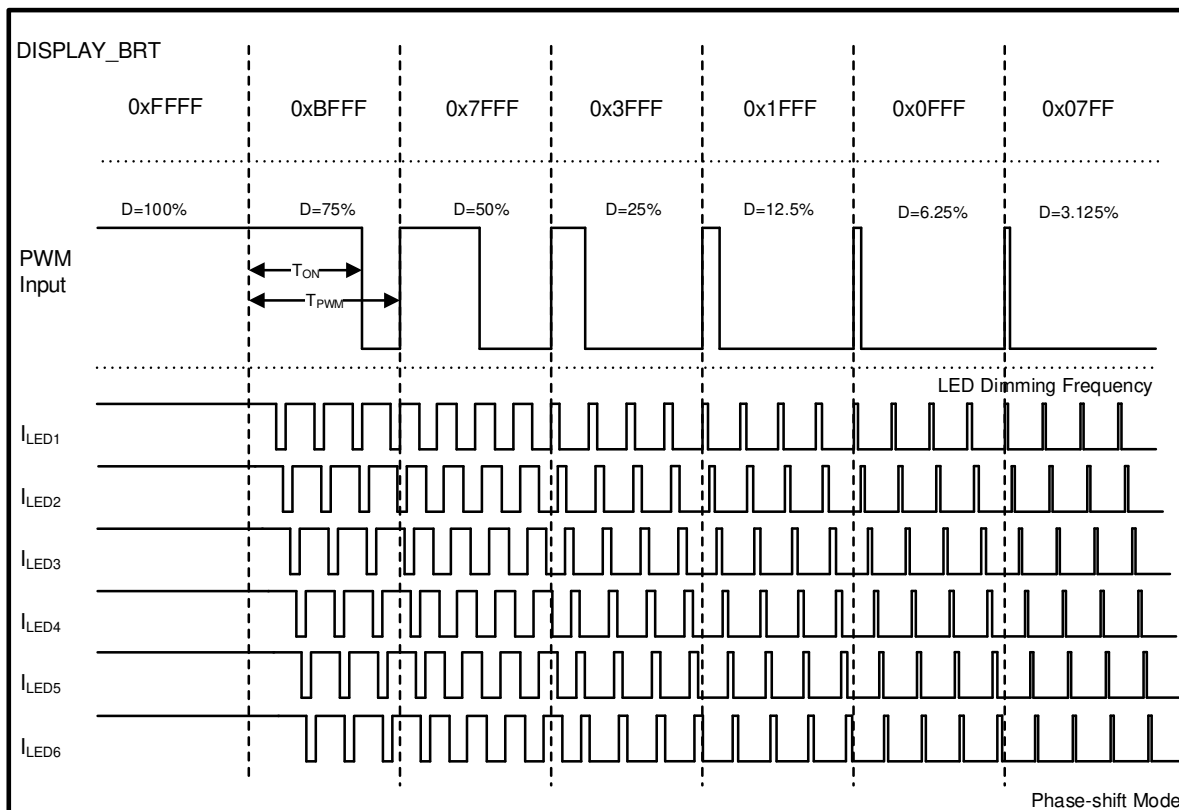 DISPLAY_BRT
0xFFFF 0xBFFF 0x7FFF 0x3FFF 0x1FFF 0x0FFF 0x07FF
D=100% D=75% D=50% D=25% D=12.5% D=6.25% D=3.125%
PWM
Input
TON
TPWM
LED Dimming Frequency
ILED1
ILED2
ILED3
ILED4
ILED5
ILED6
Phase-shift Mode